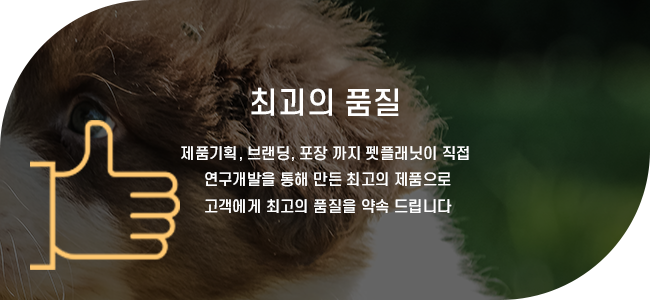 최괴의 품질
제품기획, 브랜딩, 포장 까지 펫플래닛이 직접
연구개발을 통해 만든 최고의 제품으로
고객에게 최고의 품질을 약속 드립니다